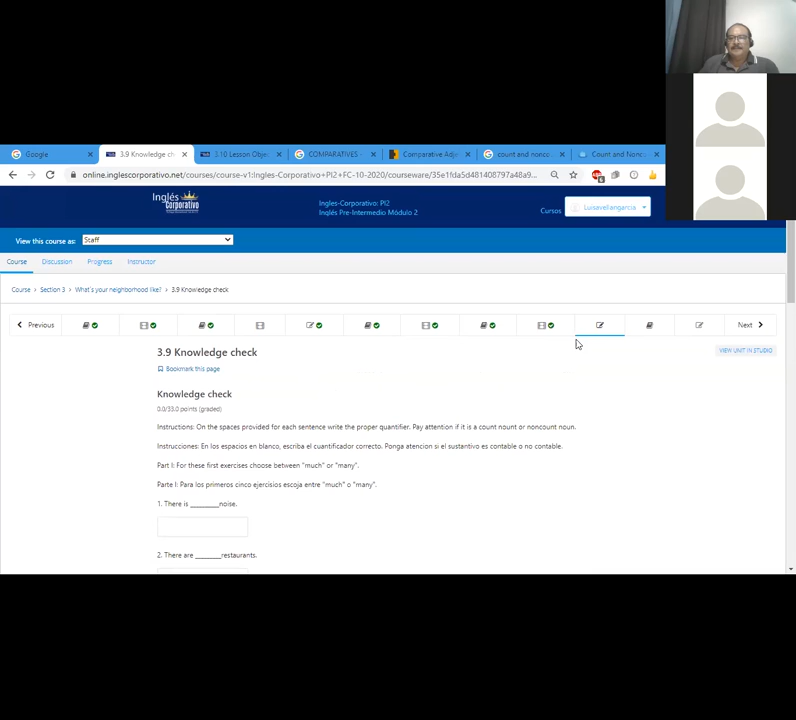 Google
3.9 Knowledge ch
3.10 Lesson Obje
COMPARATIVES -
Comparative Adje
count and nonco
Count and Nonc
online.inglescorporativo.net/courses/course-v1:Ingles-Corporativo+PI2+FC-10-2020/courseware/35e1fda5d481408797a48a9...
Inglés
Corporativo
Ingles-Corporativo: PI2
Inglés Pre-Intermedio Módulo 2
Cursos
Luisavellangarcia
View this course as:
Staff
Course
Discussion
Progress
Instructor
Course
Section 3
What's your neighborhood like?
3.9 Knowledge check
Previous
Next
3.9 Knowledge check
VIEW UNIT IN STUDIO
Bookmark this page
Knowledge check
0.0/33.0 points (graded)
Instructions: On the spaces provided for each sentence write the proper quantifier. Pay attention if it is a count nount or noncount noun.
Instrucciones: En los espacios en blanco, escriba el cuantificador correcto. Ponga atencion si el sustantivo es contable o no contable.
Part I: For these first exercises choose between "much" or "many".
Parte I: Para los primeros cinco ejercisios escoja entre "much" o "many".
1. There is ________noise.
2. There are _______restaurants.